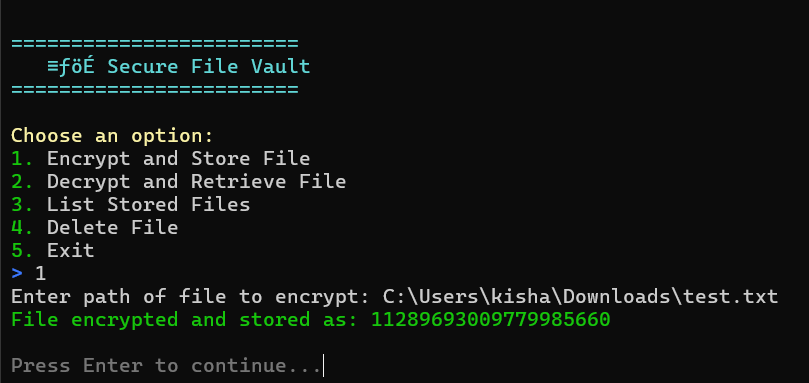 ========================
≡ƒöÉ Secure File Vault
========================
Choose an option:
1. Encrypt and Store File
2. Decrypt and Retrieve File
3. List Stored Files
4. Delete File
5. Exit
> 1
Enter path of file to encrypt: C:\Users\kisha\Downloads\test.txt
File encrypted and stored as: 11289693009779985660
Press Enter to continue...